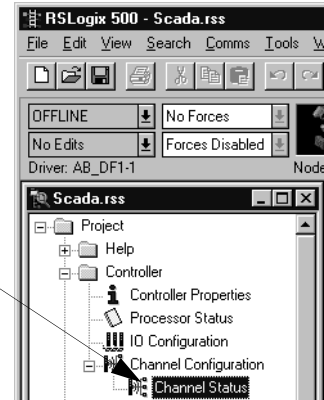 RSLogix 500 - Scada.rss
File Edit View Search Comms Tools W
OFFLINE No Forces
No Edits Forces Disabled
Driver: AB_DF1-1 Node
Scada.rss
Project
Help
Controller
Controller Properties
Processor Status
IO Configuration
Channel Configuration
Channel Status